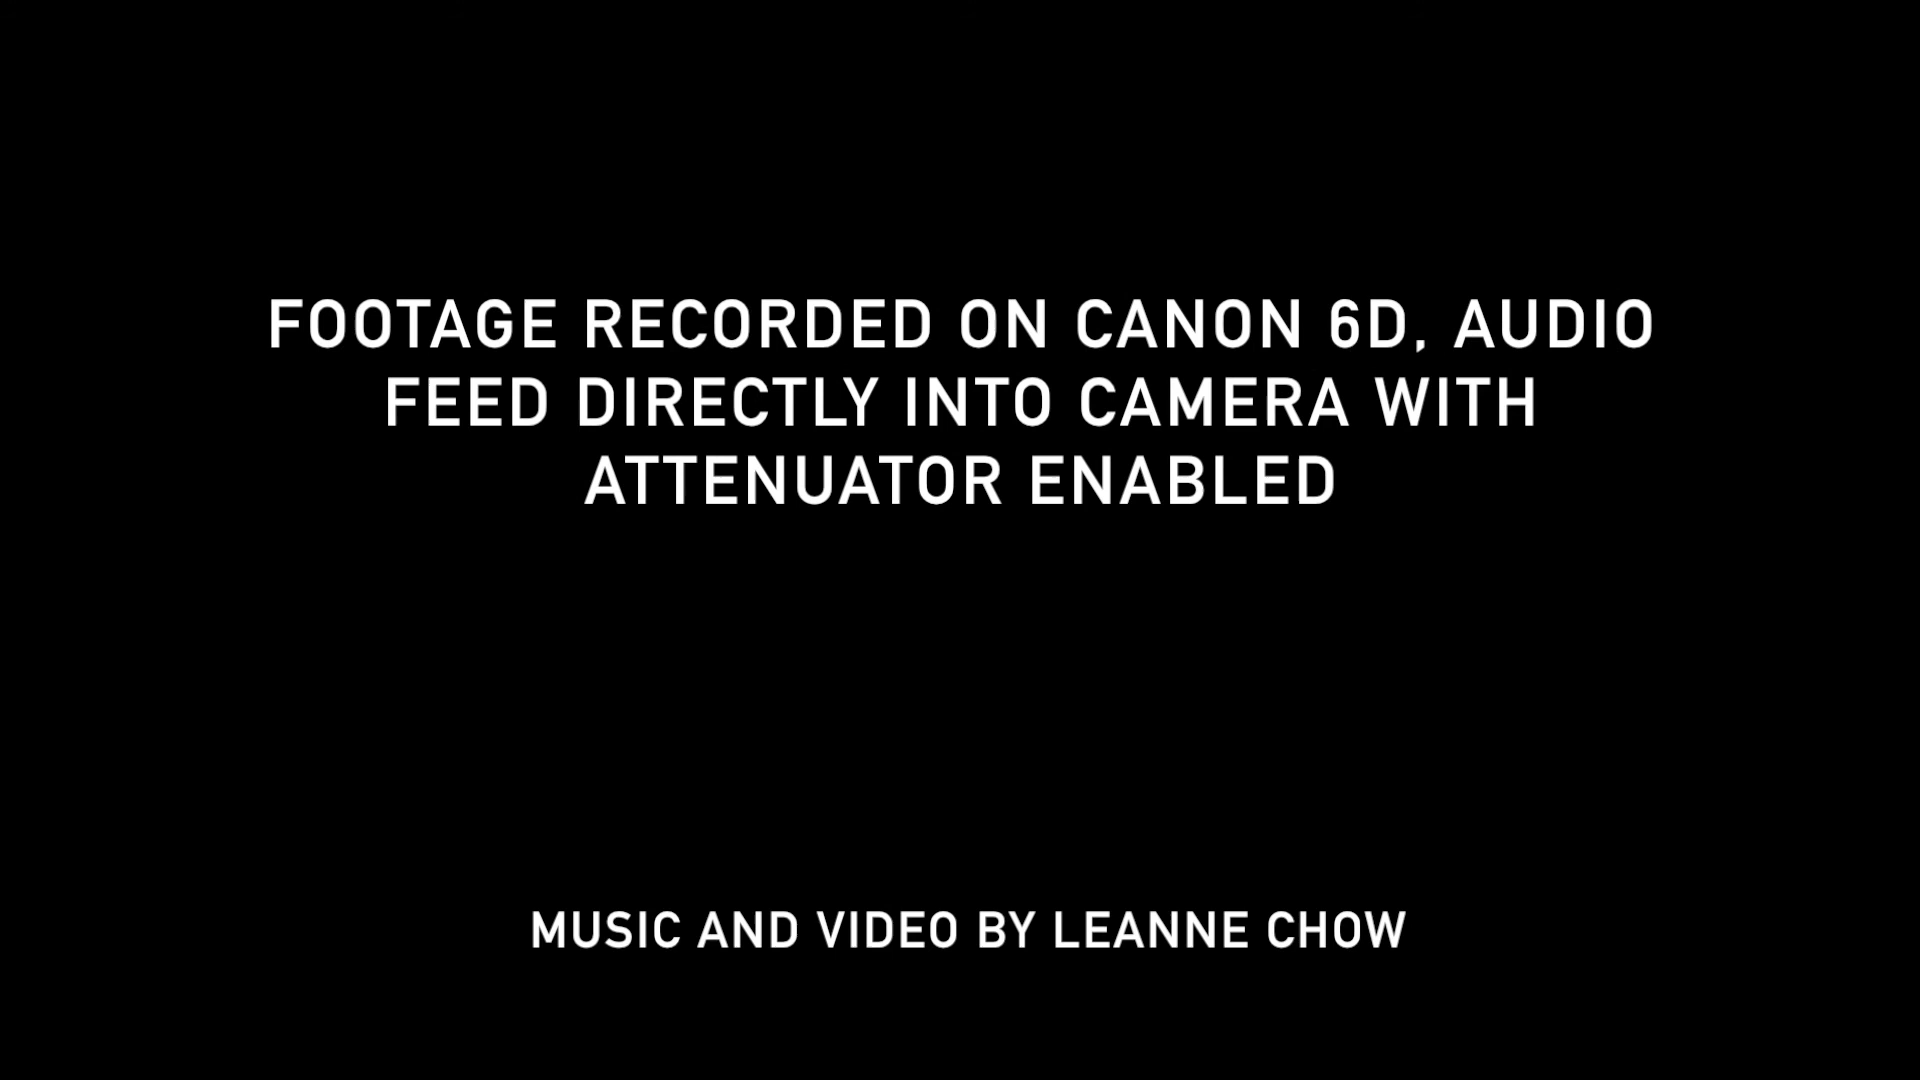 FOOTAGE RECORDED ON CANON 6D, AUDIO
FEED DIRECTLY INTO CAMERA WITH
ATTENUATOR ENABLED
MUSIC AND VIDEO BY LEANNE CHOW